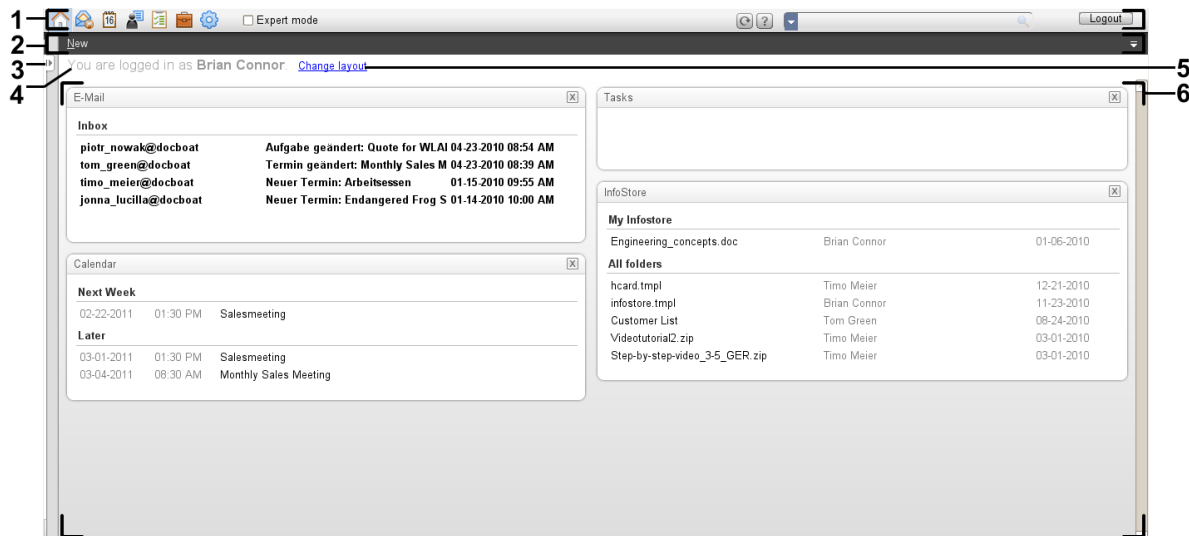 1 16 Expert mode ? Logout
2 New
3
4 You are logged in as Brian Connor. Change layout 5
6
E-Mail X
Inbox
piotr_nowak@docboat Aufgabe geändert: Quote for WLAI 04-23-2010 08:54 AM
tom_green@docboat Termin geändert: Monthly Sales M 04-23-2010 08:39 AM
timo_meier@docboat Neuer Termin: Arbeitsessen 01-15-2010 09:55 AM
jonna_lucilla@docboat Neuer Termin: Endangered Frog S 01-14-2010 10:00 AM
Calendar X
Next Week
02-22-2011 01:30 PM Salesmeeting
Later
03-01-2011 01:30 PM Salesmeeting
03-04-2011 08:30 AM Monthly Sales Meeting
Tasks X
InfoStore X
My Infostore
Engineering_concepts.doc Brian Connor 01-06-2010
All folders
hcard.tmpl Timo Meier 12-21-2010
infostore.tmpl Brian Connor 11-23-2010
Customer List Tom Green 08-24-2010
Videotutorial2.zip Timo Meier 03-01-2010
Step-by-step-video_3-5_GER.zip Timo Meier 03-01-2010